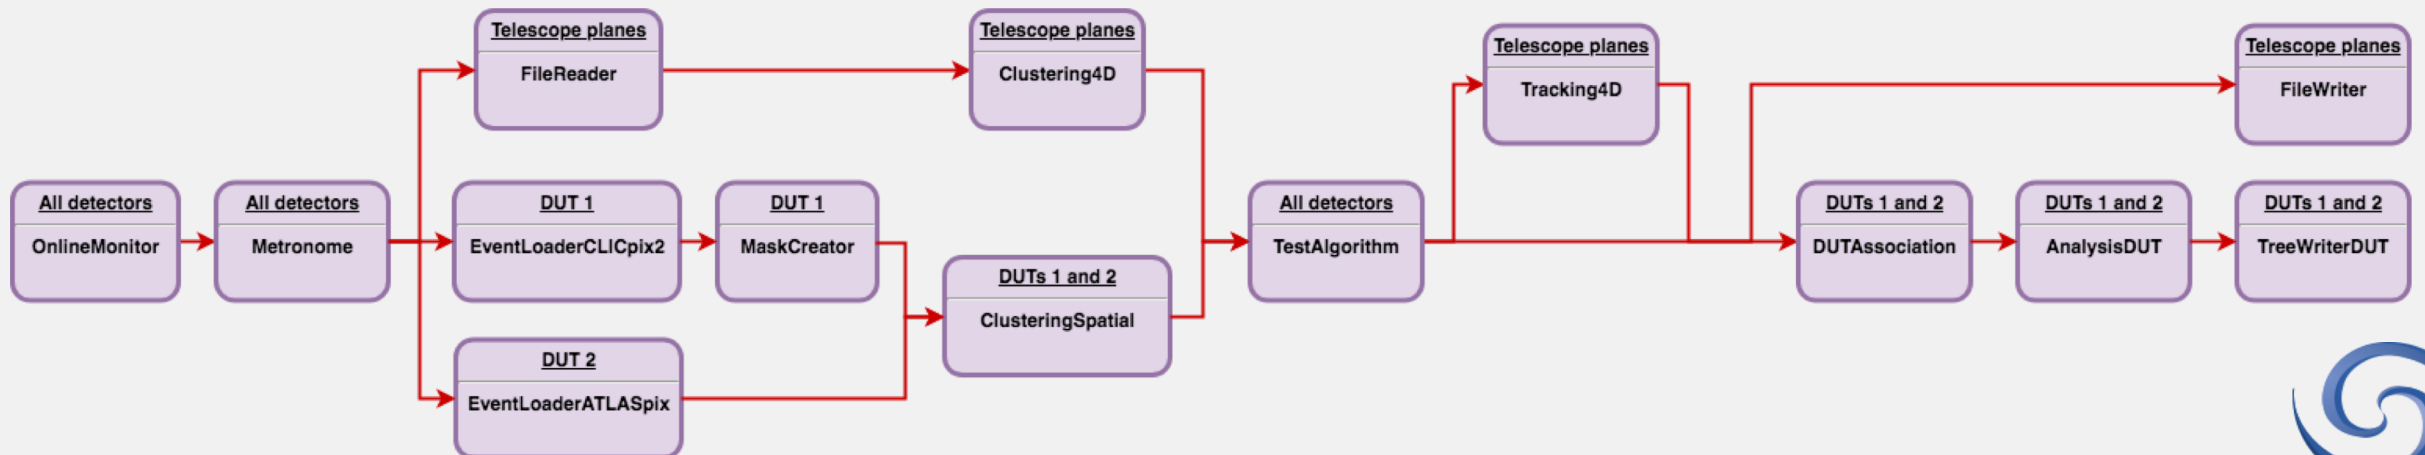 Telescope planes
FileReader
Telescope planes
Clustering4D
Telescope planes
Tracking4D
Telescope planes
FileWriter
All detectors
OnlineMonitor
All detectors
Metronome
DUT 1
EventLoaderCLICpix2
DUT 1
MaskCreator
DUTs 1 and 2
ClusteringSpatial
All detectors
TestAlgorithm
DUTs 1 and 2
DUTAssociation
DUTs 1 and 2
AnalysisDUT
DUTs 1 and 2
TreeWriterDUT
DUT 2
EventLoaderATLASpix